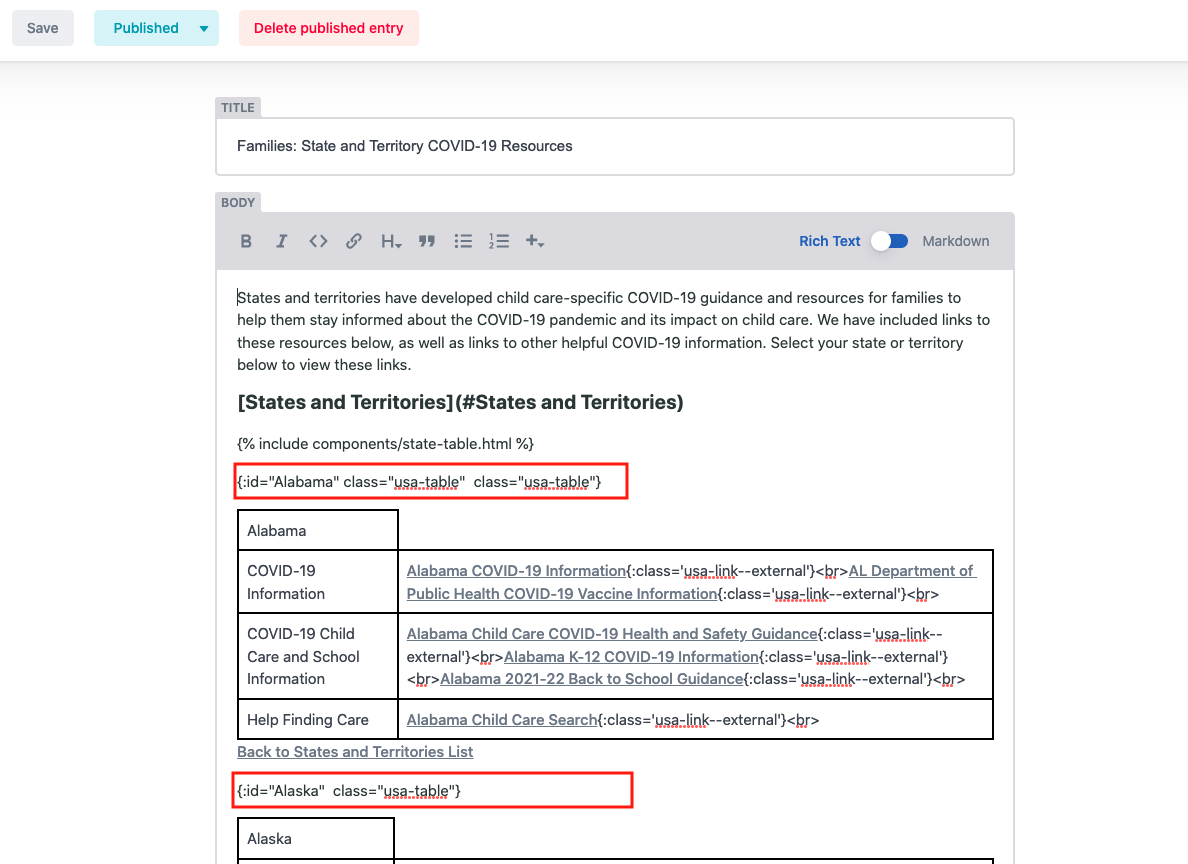 Save
Published
Delete published entry
TITLE
Families: State and Territory COVID-19 Resources
BODY
B I <> H Rich Text Markdown
States and territories have developed child care-specific COVID-19 guidance and resources for families to
help them stay informed about the COVID-19 pandemic and its impact on child care. We have included links to
these resources below, as well as links to other helpful COVID-19 information. Select your state or territory
below to view these links.
[States and Territories](#States and Territories)
{% include components/state-table.html %}
{:id="Alabama" class="usa-table"  class="usa-table"}
Alabama
COVID-19
Information
Alabama COVID-19 Information{:class='usa-link--external'}<br>AL Department of
Public Health COVID-19 Vaccine Information{:class='usa-link--external'}<br>
COVID-19 Child
Care and School
Information
Alabama Child Care COVID-19 Health and Safety Guidance{:class='usa-link--
external'}<br>Alabama K-12 COVID-19 Information{:class='usa-link--external'}
<br>Alabama 2021-22 Back to School Guidance{:class='usa-link--external'}<br>
Help Finding Care
Alabama Child Care Search{:class='usa-link--external'}<br>
Back to States and Territories List
{:id="Alaska"  class="usa-table"}
Alaska